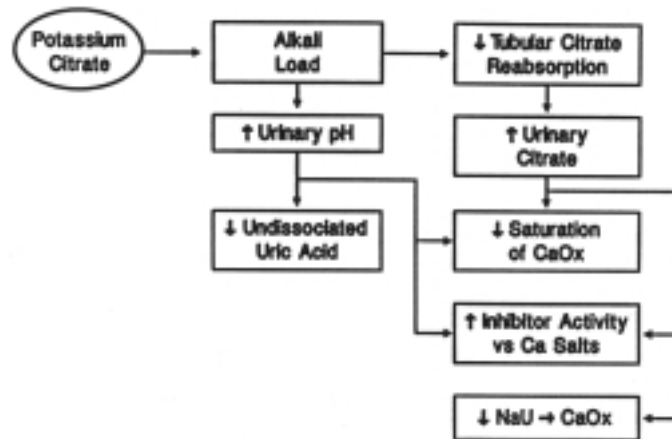 Potassium
Citrate
Alkali
Load
↓ Tubular Citrate
Reabsorption
↑ Urinary pH
↑ Urinary
Citrate
↓ Undissociated
Uric Acid
↓ Saturation
of CaOx
↑ Inhibitor Activity
vs Ca Salts
↓ NaU → CaOx